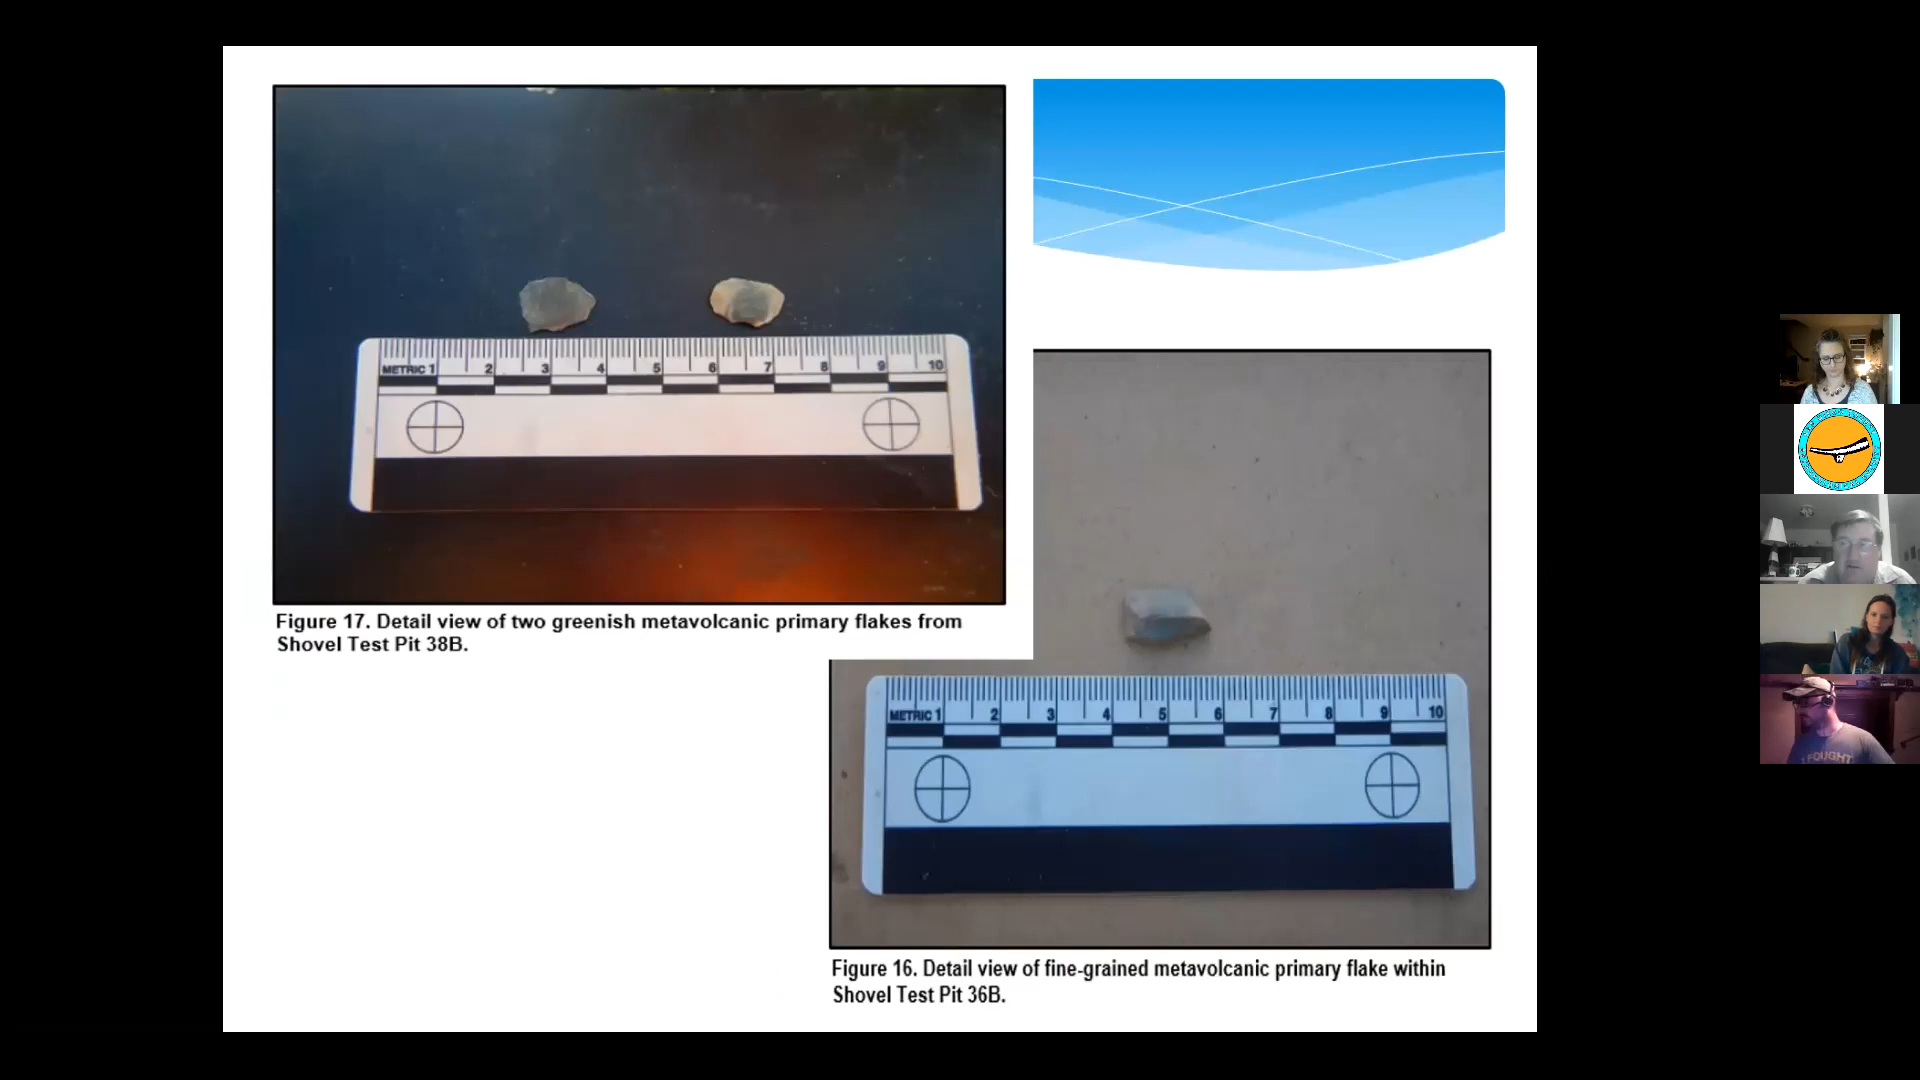 METRIC 1 2 3 4 5 6 7 8 9 10
Figure 17. Detail view of two greenish metavolcanic primary flakes from
Shovel Test Pit 38B.
METRIC 1 2 3 4 5 6 7 8 9 10
Figure 16. Detail view of fine-grained metavolcanic primary flake within
Shovel Test Pit 36B.
I FOUGHT